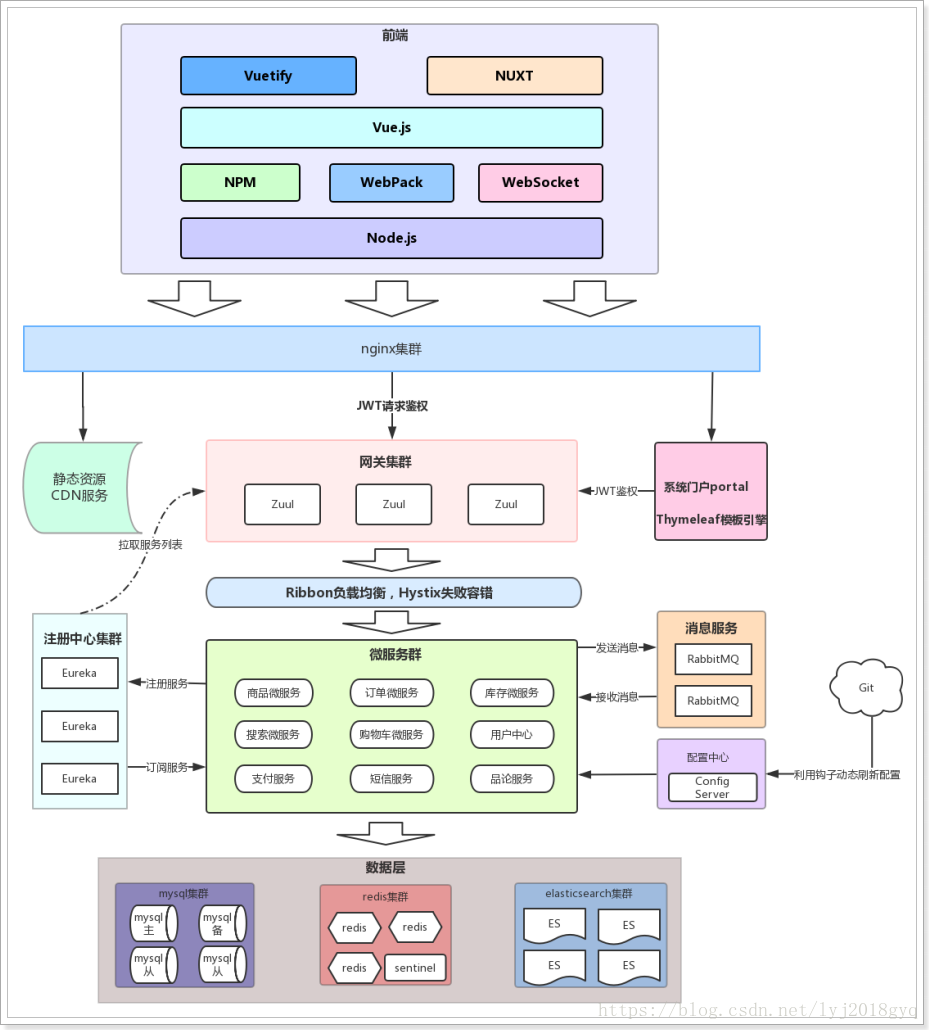 前端
Vuetify
NUXT
Vue.js
NPM
WebPack
WebSocket
Node.js
nginx集群
JWT请求鉴权
静态资源
CDN服务
网关集群
Zuul
Zuul
Zuul
JWT鉴权
系统门户portal
Thymeleaf模板引擎
拉取服务列表
Ribbon负载均衡，Hystix失败容错
注册中心集群
Eureka
Eureka
Eureka
注册服务
订阅服务
微服务群
商品微服务
订单微服务
库存微服务
搜索微服务
购物车微服务
用户中心
支付服务
短信服务
品论服务
发送消息
接收消息
消息服务
RabbitMQ
RabbitMQ
Git
利用钩子动态刷新配置
配置中心
Config
Server
数据层
mysql集群
mysql
主
mysql
备
mysql
从
mysql
从
redis集群
redis
redis
redis
sentinel
elasticsearch集群
ES
ES
ES
ES
https://blog.csdn.net/lyj2018gyq